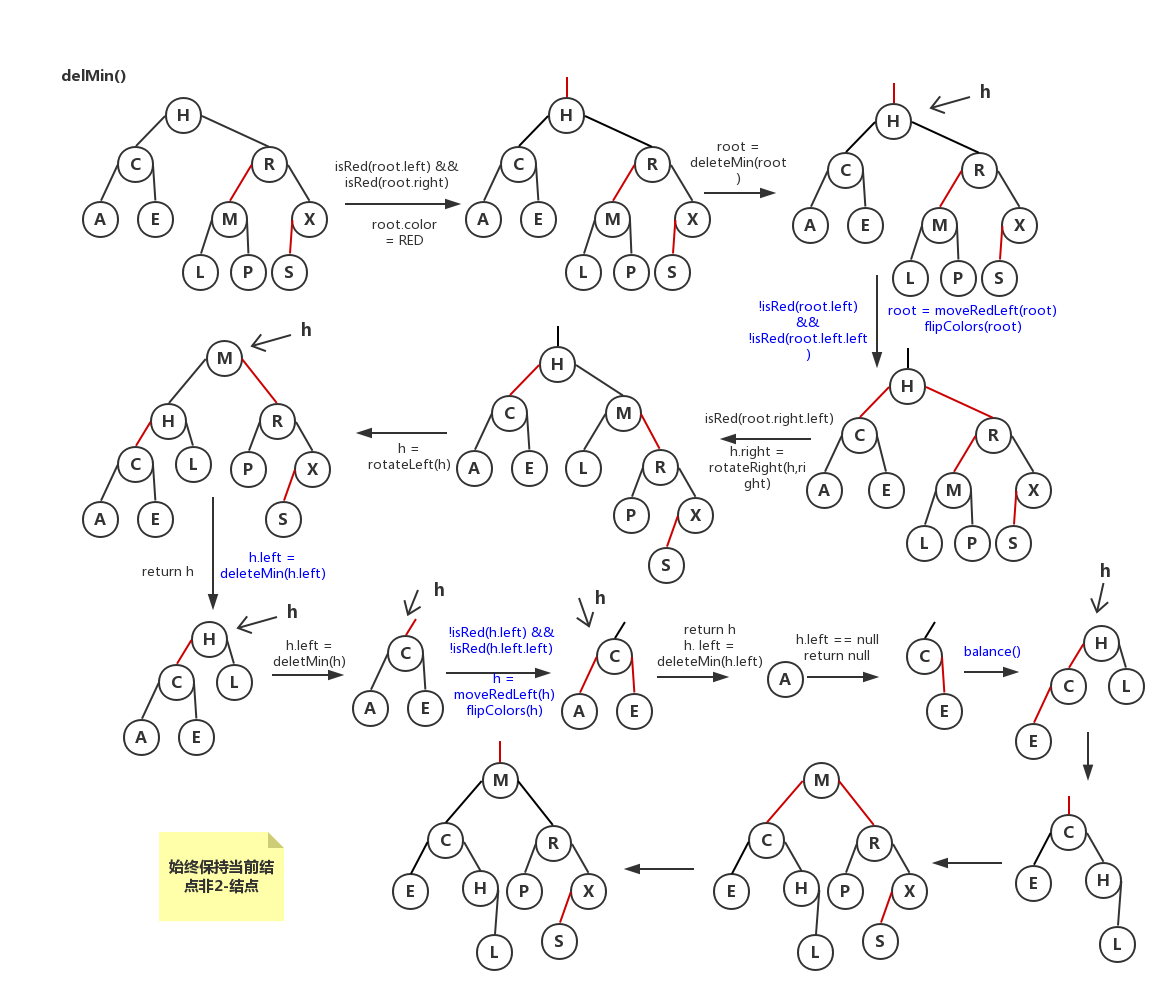 delMin()
H
C
R
A
E
M
X
L
P
S
isRed(root.left) &&
isRed(root.right)
root.color
= RED
H
C
R
A
E
M
X
L
P
S
root =
deleteMin(root
)
h
H
C
R
A
E
M
X
L
P
S
!isRed(root.left)
&&
!isRed(root.left.left
)
root = moveRedLeft(root)
flipColors(root)
H
C
R
A
E
M
X
L
P
S
isRed(root.right.left)
h.right =
rotateRight(h,ri
ght)
H
C
M
A
E
L
R
P
X
S
h =
rotateLeft(h)
h
M
H
R
C
L
P
X
A
E
S
return h
h.left =
deleteMin(h.left)
h
H
C
L
A
E
h.left =
deletMin(h)
h
C
A
E
!isRed(h.left) &&
!isRed(h.left.left)
h =
moveRedLeft(h)
flipColors(h)
h
C
A
E
return h
h. left =
deleteMin(h.left)
A
h.left == null
return null
C
E
balance()
h
H
C
L
E
C
E
H
L
M
C
R
E
H
P
X
L
S
M
C
R
E
H
P
X
L
S
始终保持当前结
点非2-结点